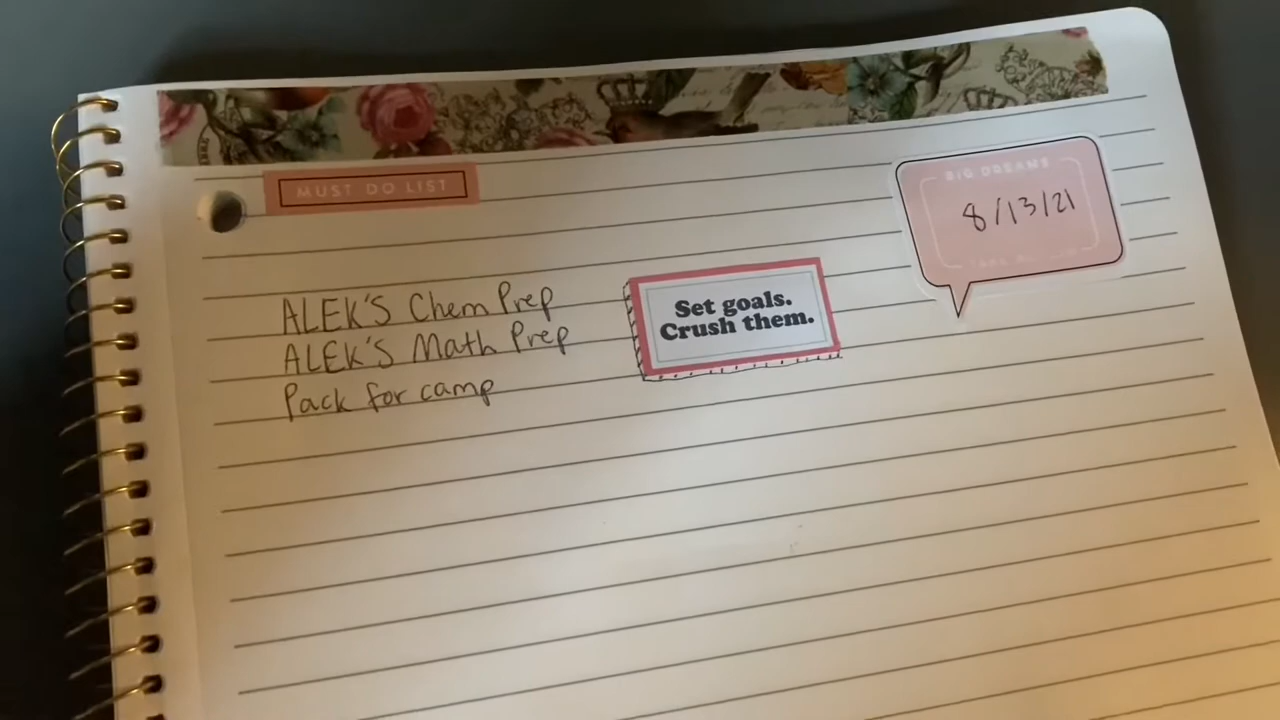 MUST DO LIST
BIG DREAMS
8/13/21
Set goals.
Crush them.
ALEK'S Chem Prep
ALEK'S Math Prep
Pack for camp